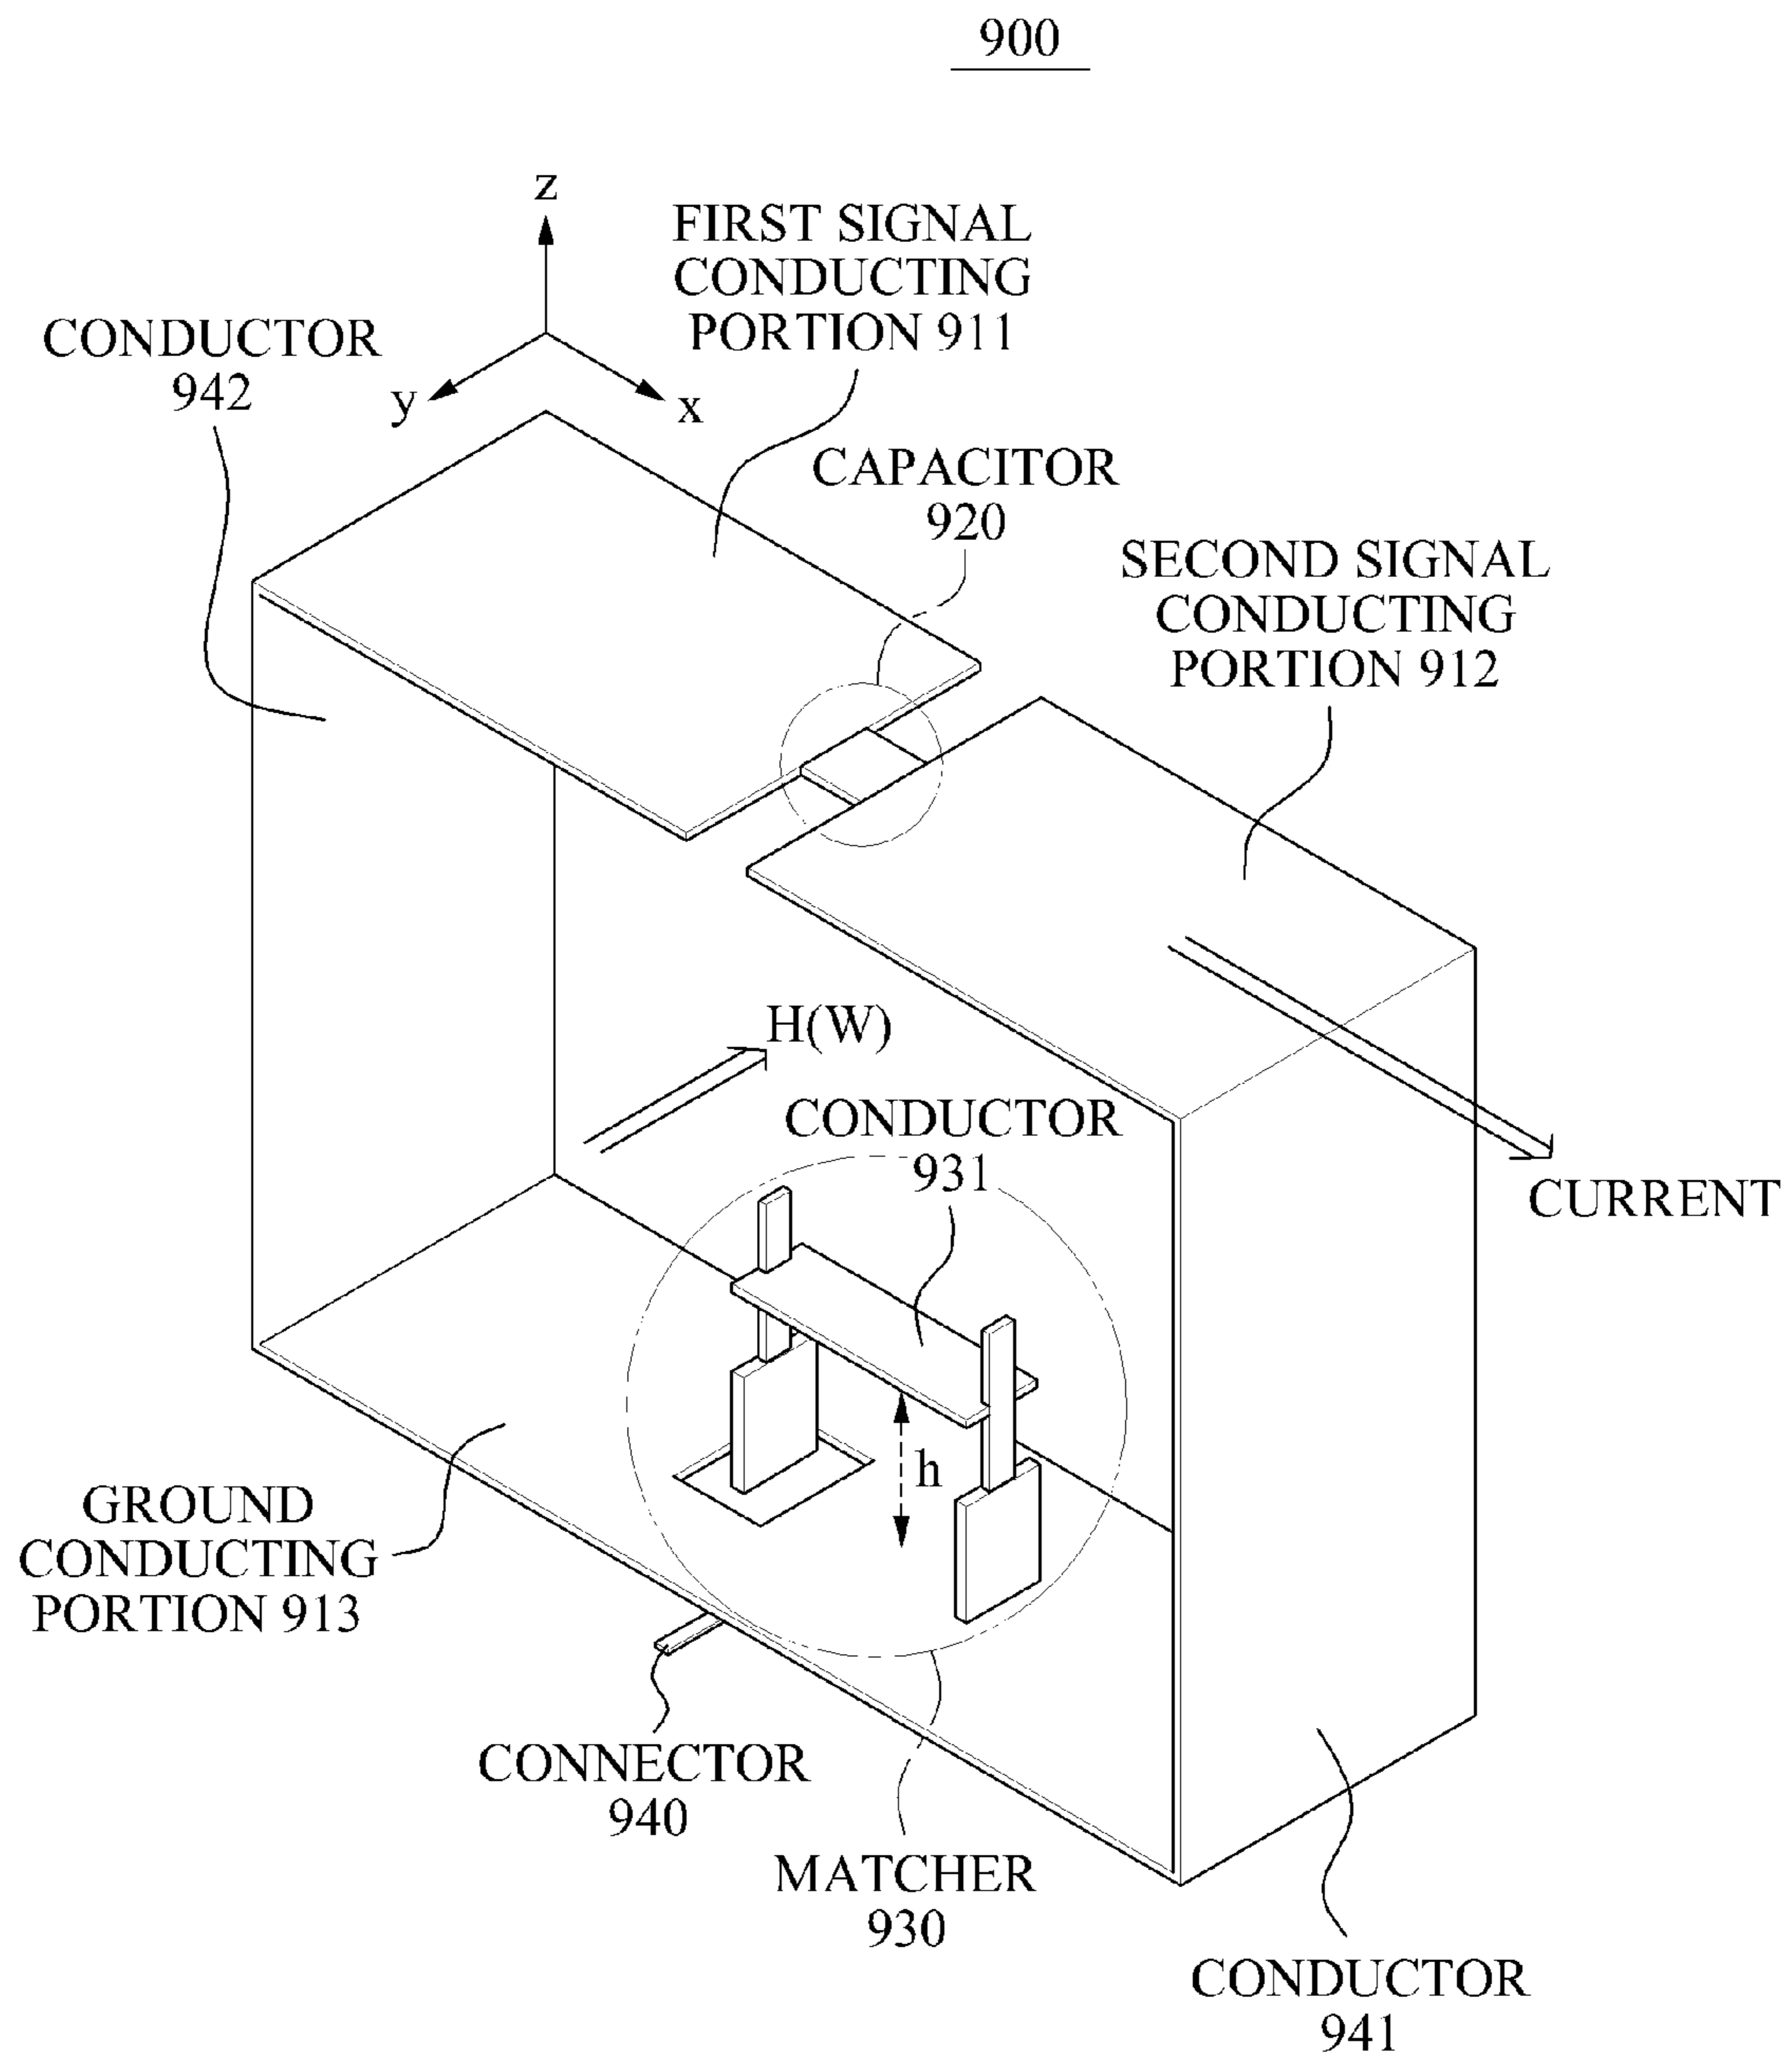 900
z
y
x
FIRST SIGNAL
CONDUCTING
PORTION 911
CONDUCTOR
942
CAPACITOR
920
SECOND SIGNAL
CONDUCTING
PORTION 912
H(W)
CONDUCTOR
931
CURRENT
h
GROUND
CONDUCTING
PORTION 913
CONNECTOR
940
MATCHER
930
CONDUCTOR
941